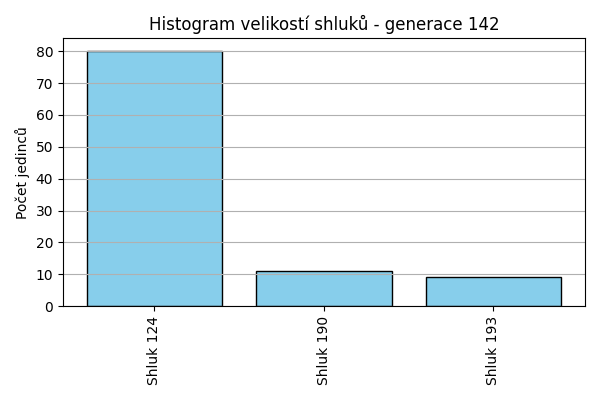 Histogram velikostí shluků - generace 142
Počet jedinců
80
70
60
50
40
30
20
10
0
Shluk 124
Shluk 190
Shluk 193